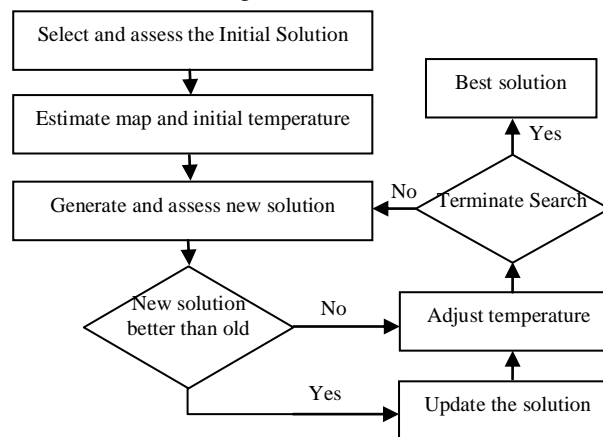 Select and assess the Initial Solution
Estimate map and initial temperature
Generate and assess new solution
New solution
better than old
No
Yes
Update the solution
Adjust temperature
Terminate Search
No
Yes
Best solution